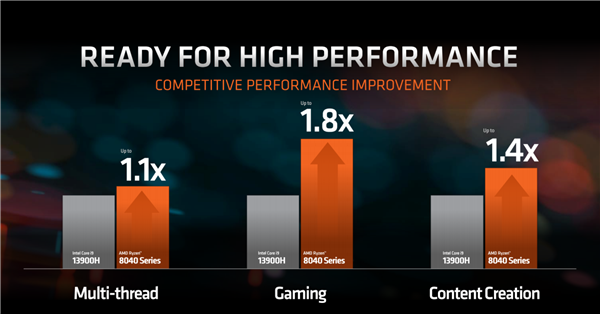 READY FOR HIGH PERFORMANCE
COMPETITIVE PERFORMANCE IMPROVEMENT
Up to
1.1x
Intel Core i9
13900H
AMD Ryzen™
8040 Series
Multi-thread
Up to
1.8x
Intel Core i9
13900H
AMD Ryzen™
8040 Series
Gaming
Up to
1.4x
Intel Core i9
13900H
AMD Ryzen™
8040 Series
Content Creation